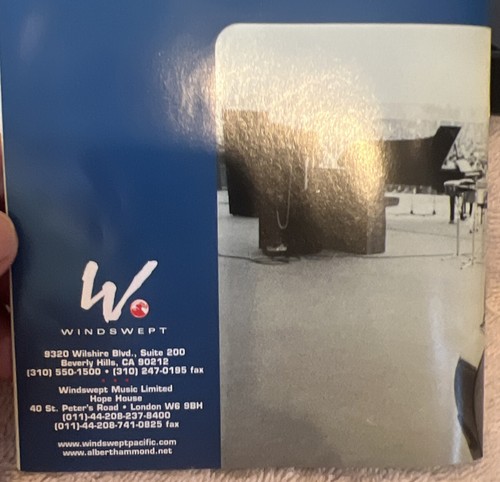 W.
WINDSWEPT
9320 Wilshire Blvd., Suite 200
Beverly Hills, CA 90212
(310) 550-1500 • (310) 247-0195 fax
• • •
Windswept Music Limited
Hope House
40 St. Peter's Road • London W6 9BH
(011)-44-208-237-8400
(011)-44-208-741-0825 fax
www.windsweptpacific.com
www.alberthammond.net